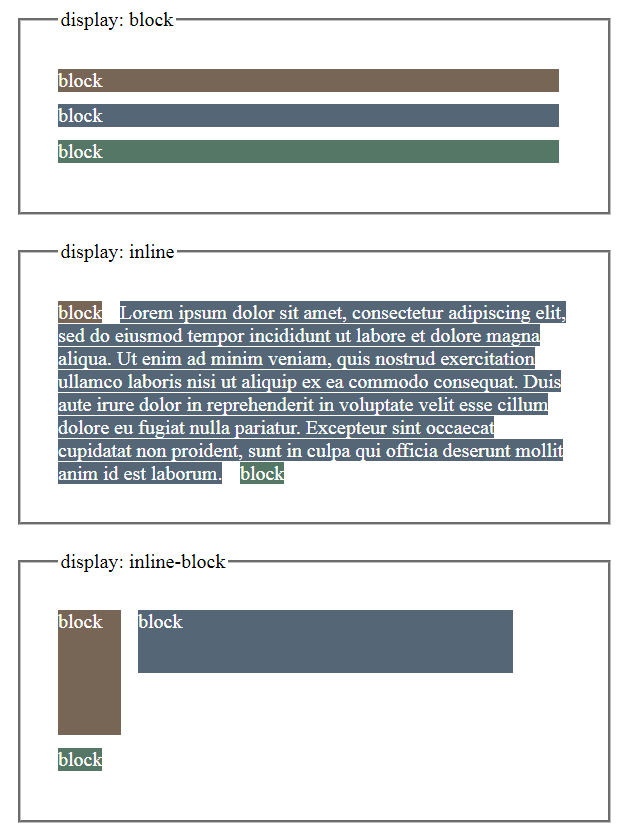 display: block
block
block
block
display: inline
block Lorem ipsum dolor sit amet, consectetur adipiscing elit,
sed do eiusmod tempor incididunt ut labore et dolore magna
aliqua. Ut enim ad minim veniam, quis nostrud exercitation
ullamco laboris nisi ut aliquip ex ea commodo consequat. Duis
aute irure dolor in reprehenderit in voluptate velit esse cillum
dolore eu fugiat nulla pariatur. Excepteur sint occaecat
cupidatat non proident, sunt in culpa qui officia deserunt mollit
anim id est laborum. block
display: inline-block
block block
block